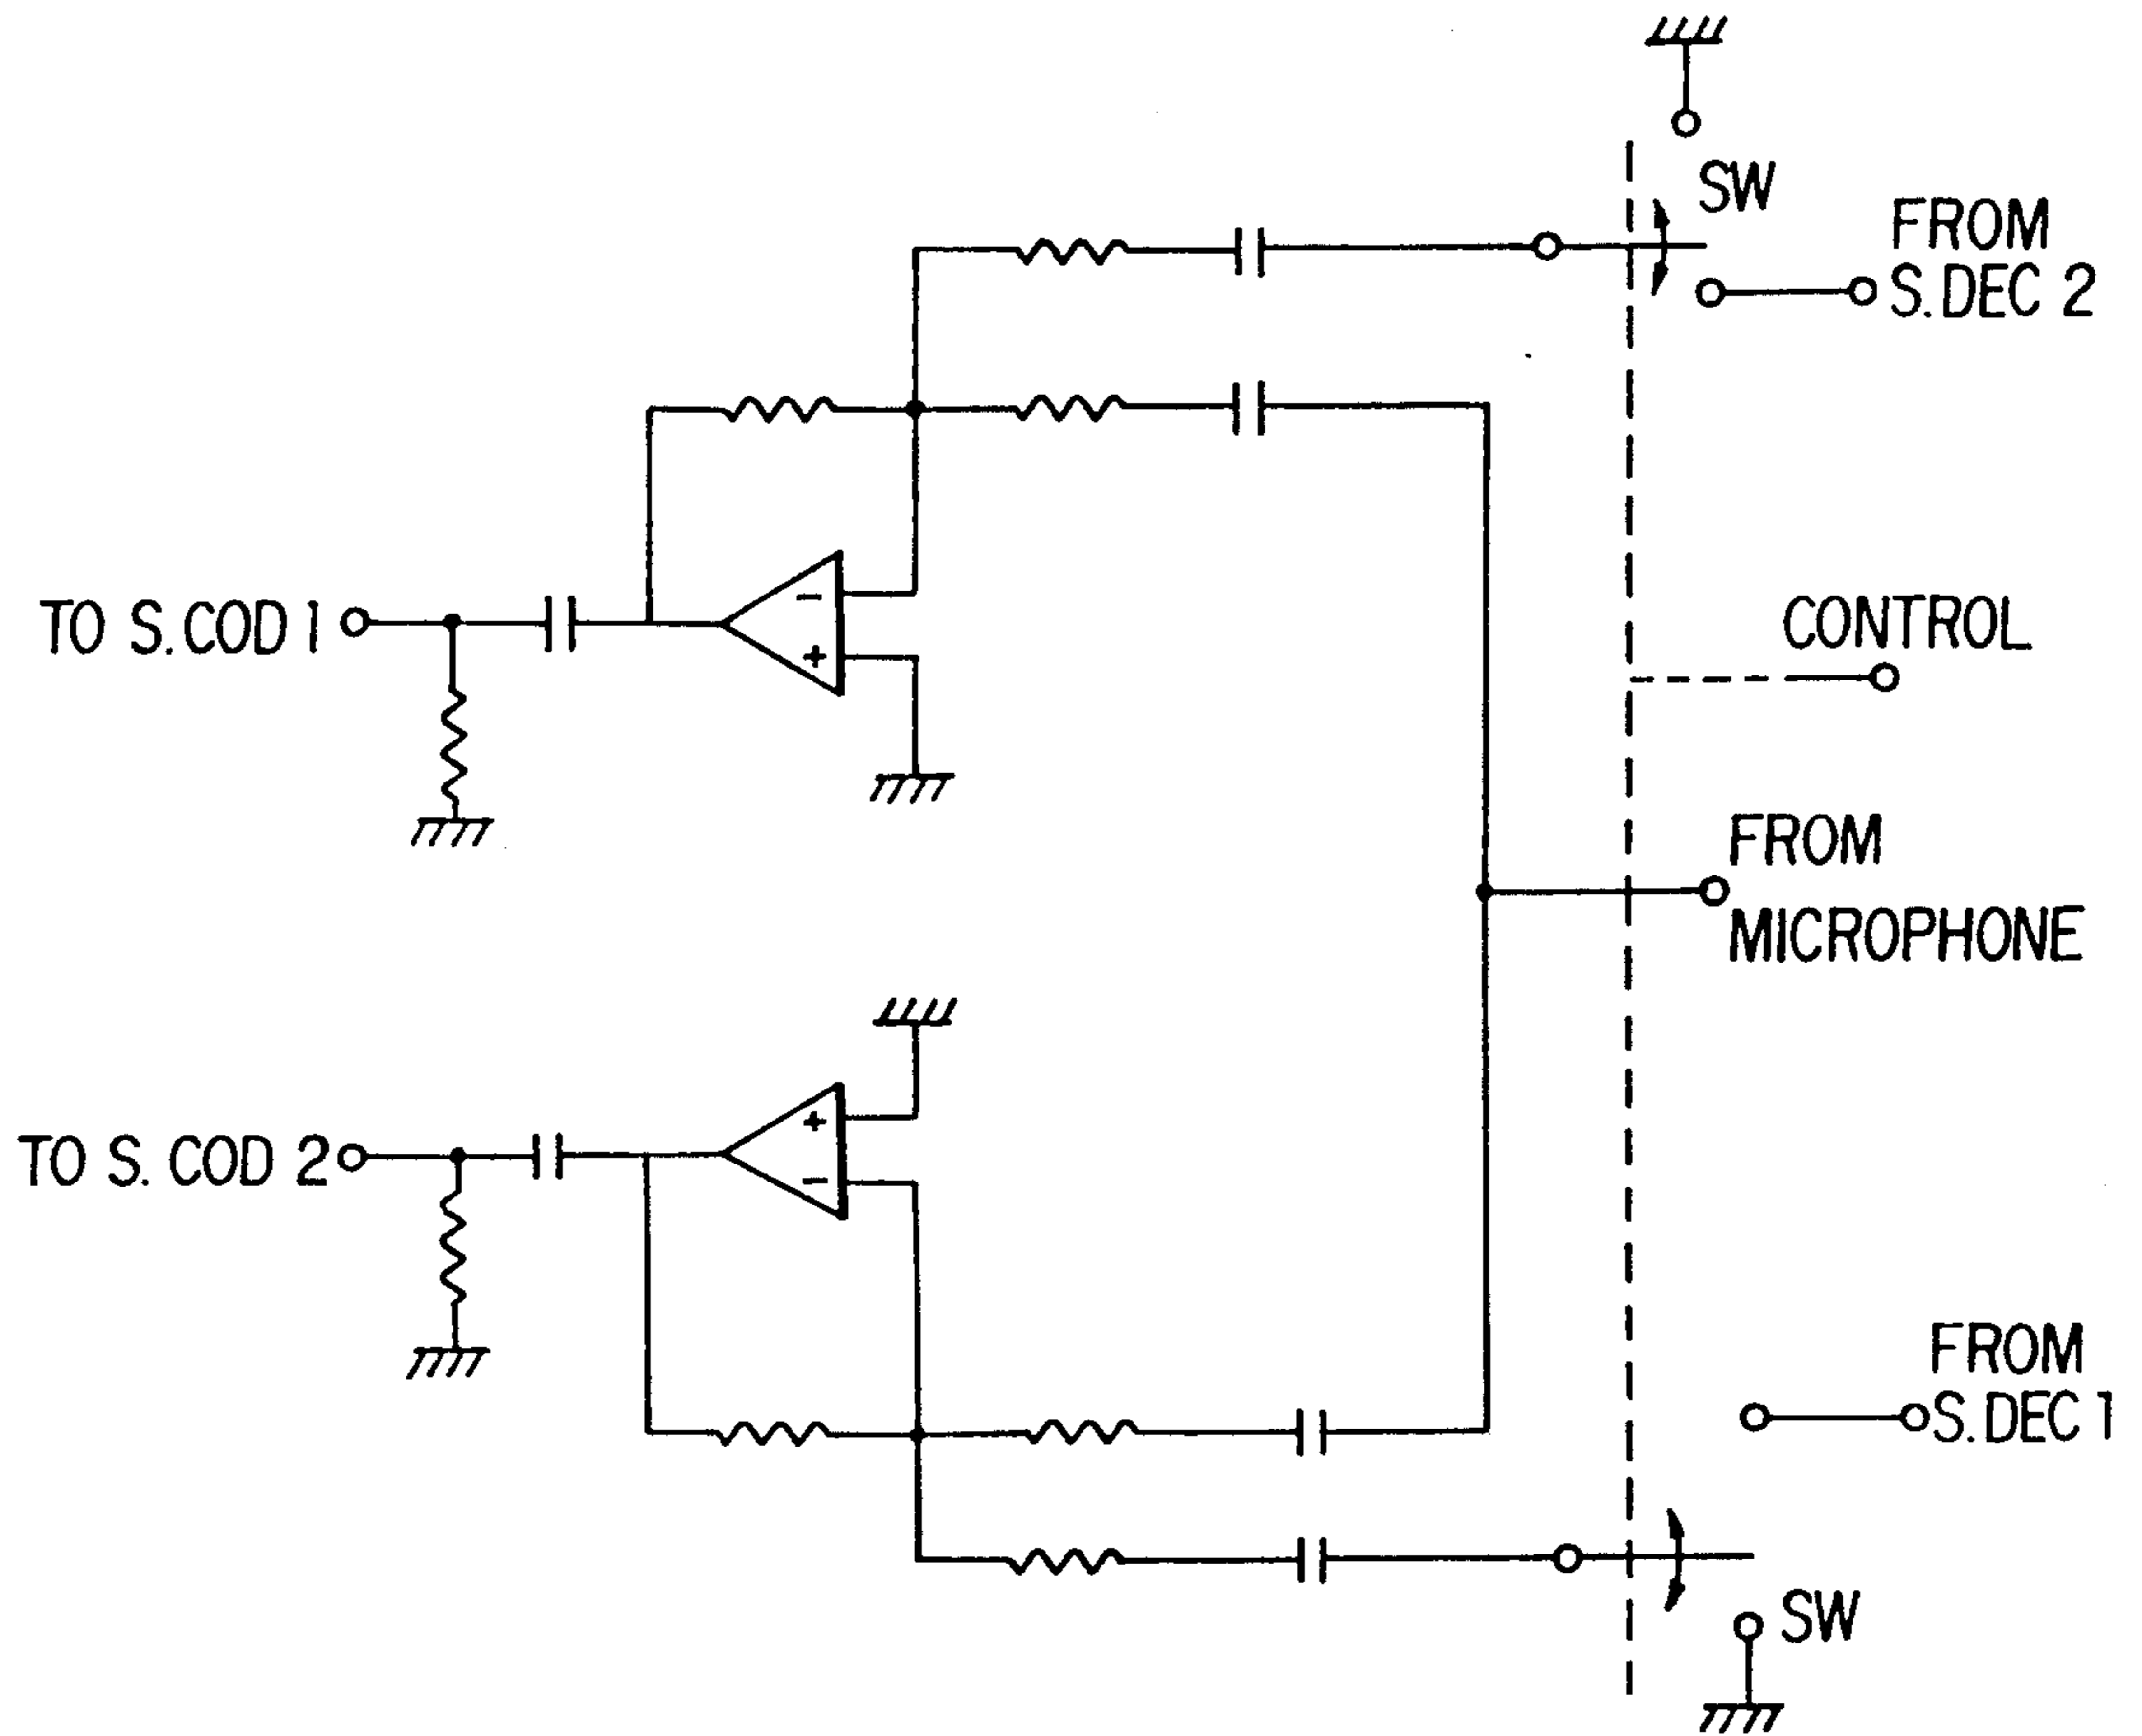 SW
FROM
S.DEC 2
-
+
TO S.COD 1
CONTROL
FROM
MICROPHONE
+
-
TO S.COD 2
FROM
S.DEC 1
SW